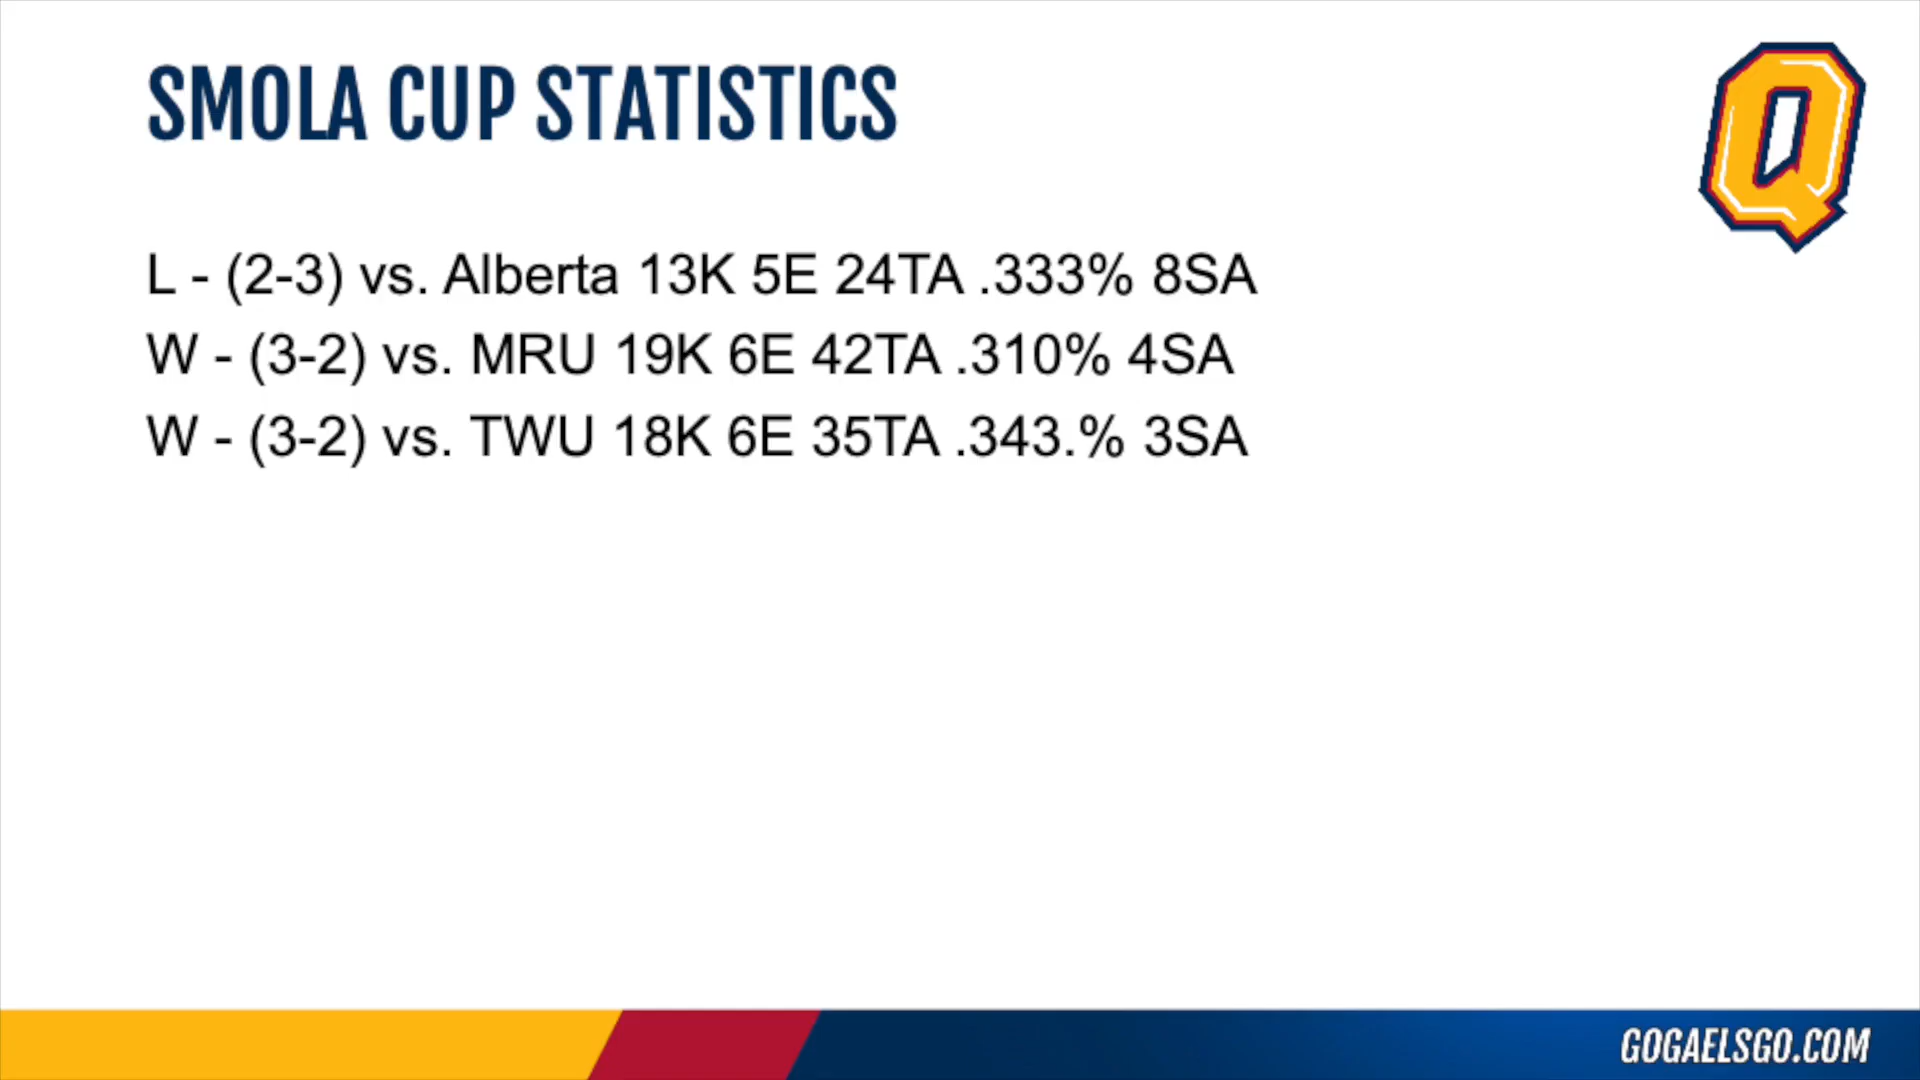 SMOLA CUP STATISTICS
Q
L - (2-3) vs. Alberta 13K 5E 24TA .333% 8SA
W - (3-2) vs. MRU 19K 6E 42TA .310% 4SA
W - (3-2) vs. TWU 18K 6E 35TA .343.% 3SA
GOGAELSGO.COM